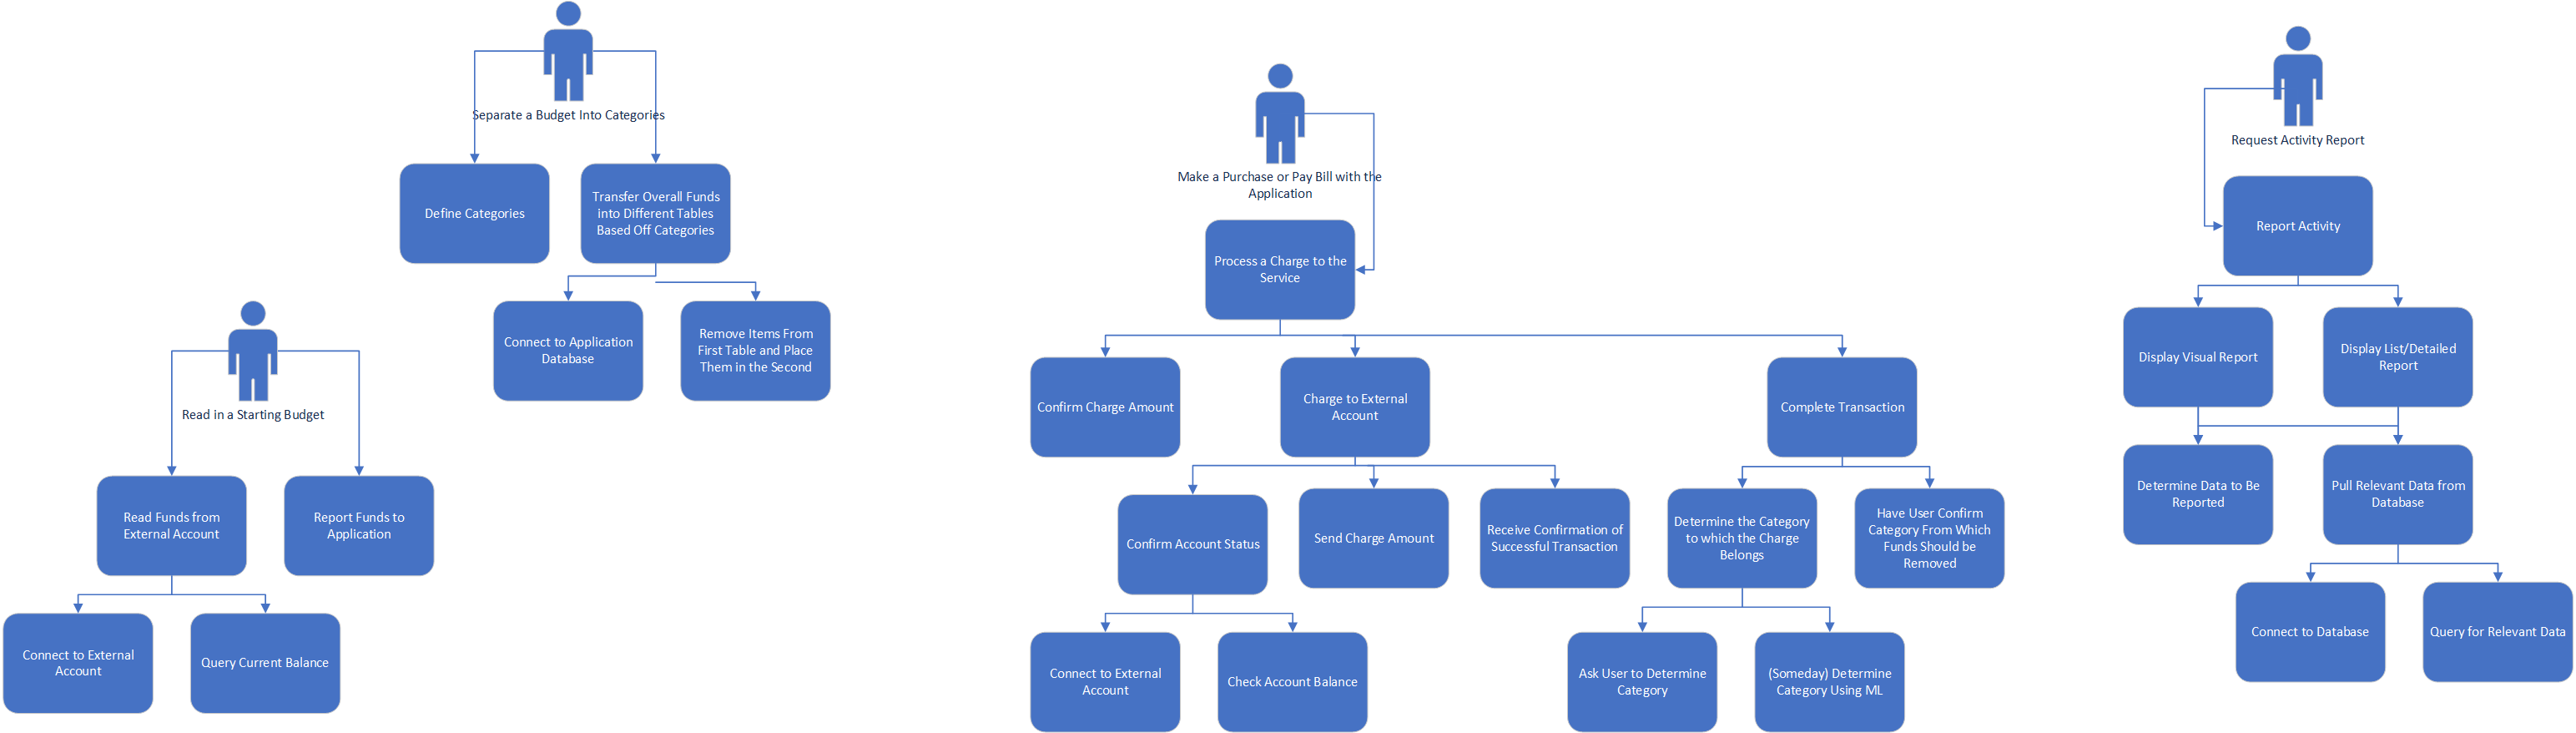 Separate a Budget Into Categories
Define Categories
Transfer Overall Funds
into Different Tables
Based Off Categories
Connect to Application
Database
Remove Items From
First Table and Place
Them in the Second
Read in a Starting Budget
Read Funds from
External Account
Report Funds to
Application
Connect to External
Account
Query Current Balance
Make a Purchase or Pay Bill with the
Application
Process a Charge to the
Service
Confirm Charge Amount
Charge to External
Account
Complete Transaction
Confirm Account Status
Send Charge Amount
Receive Confirmation of
Successful Transaction
Determine the Category
to which the Charge
Belongs
Have User Confirm
Category From Which
Funds Should be
Removed
Connect to External
Account
Check Account Balance
Ask User to Determine
Category
(Someday) Determine
Category Using ML
Request Activity Report
Report Activity
Display Visual Report
Display List/Detailed
Report
Determine Data to Be
Reported
Pull Relevant Data from
Database
Connect to Database
Query for Relevant Data